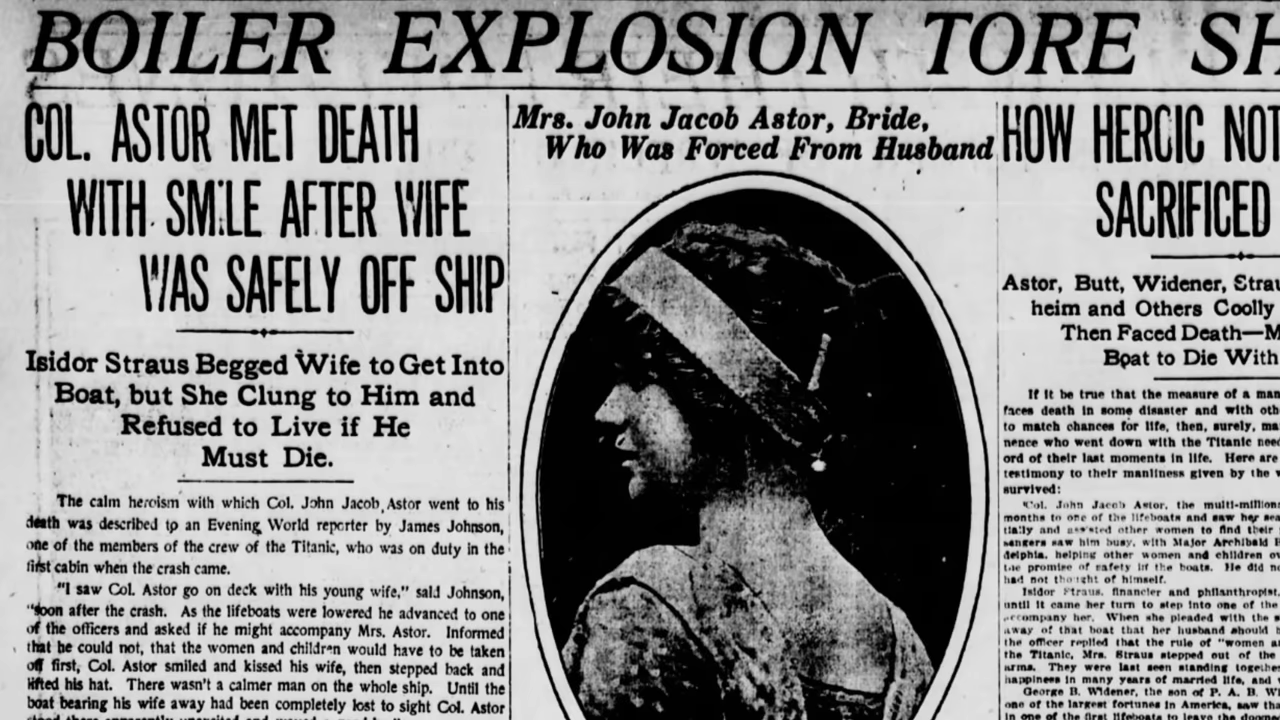 BOILER EXPLOSION TORE SH
COL. ASTOR MET DEATH
WITH SMILE AFTER WIFE
WAS SAFELY OFF SHIP
Isidor Straus Begged Wife to Get Into
Boat, but She Clung to Him and
Refused to Live if He
Must Die.
The calm heroism with which Col. John Jacob Astor went to his
death was described to an Evening World reporter by James Johnson,
one of the members of the crew of the Titanic, who was on duty in the
first cabin when the crash came.
"I saw Col. Astor go on deck with his young wife," said Johnson,
"soon after the crash. As the lifeboats were lowered he advanced to one
of the officers and asked if he might accompany Mrs. Astor. Informed
that he could not, that the women and children would have to be taken
off first, Col. Astor smiled and kissed his wife, then stepped back and
lifted his hat. There wasn't a calmer man on the whole ship. Until the
boat bearing his wife away had been completely lost to sight Col. Astor
Mrs. John Jacob Astor, Bride,
Who Was Forced From Husband
HOW HEROIC NOT
SACRIFICED
Astor, Butt, Widener, Strau
heim and Others Coolly
Then Faced Death—M
Boat to Die With
If it be true that the measure of a man
faces death in some disaster and with oth
to match chances for life, then, surely, ma
nence who went down with the Titanic nee
ord of their last moments in life. Here are
testimony to their manliness given by the w
survived:
Col. John Jacob Astor, the multi-million
months to one of the lifeboats and saw her sea
tially and assisted other women to find their
sengers saw him busy, with Major Archibald B
delphia, helping other women and children ov
the promise of safety in the boats. He did no
had not thought of himself.
Isidor Straus, financier and philanthropist,
until it came her turn to step into one of the
accompany her. When she pleaded with the s
away of that boat that her husband should
the officer replied that the rule of "women a
the Titanic, Mrs. Straus stepped out of the
arms. They were last seen standing together
happiness in many years of married life, and
George B. Widener, the son of P. A. B. Wi
one of the largest fortunes in America, saw tha
in one of the first lifeboats to leave the